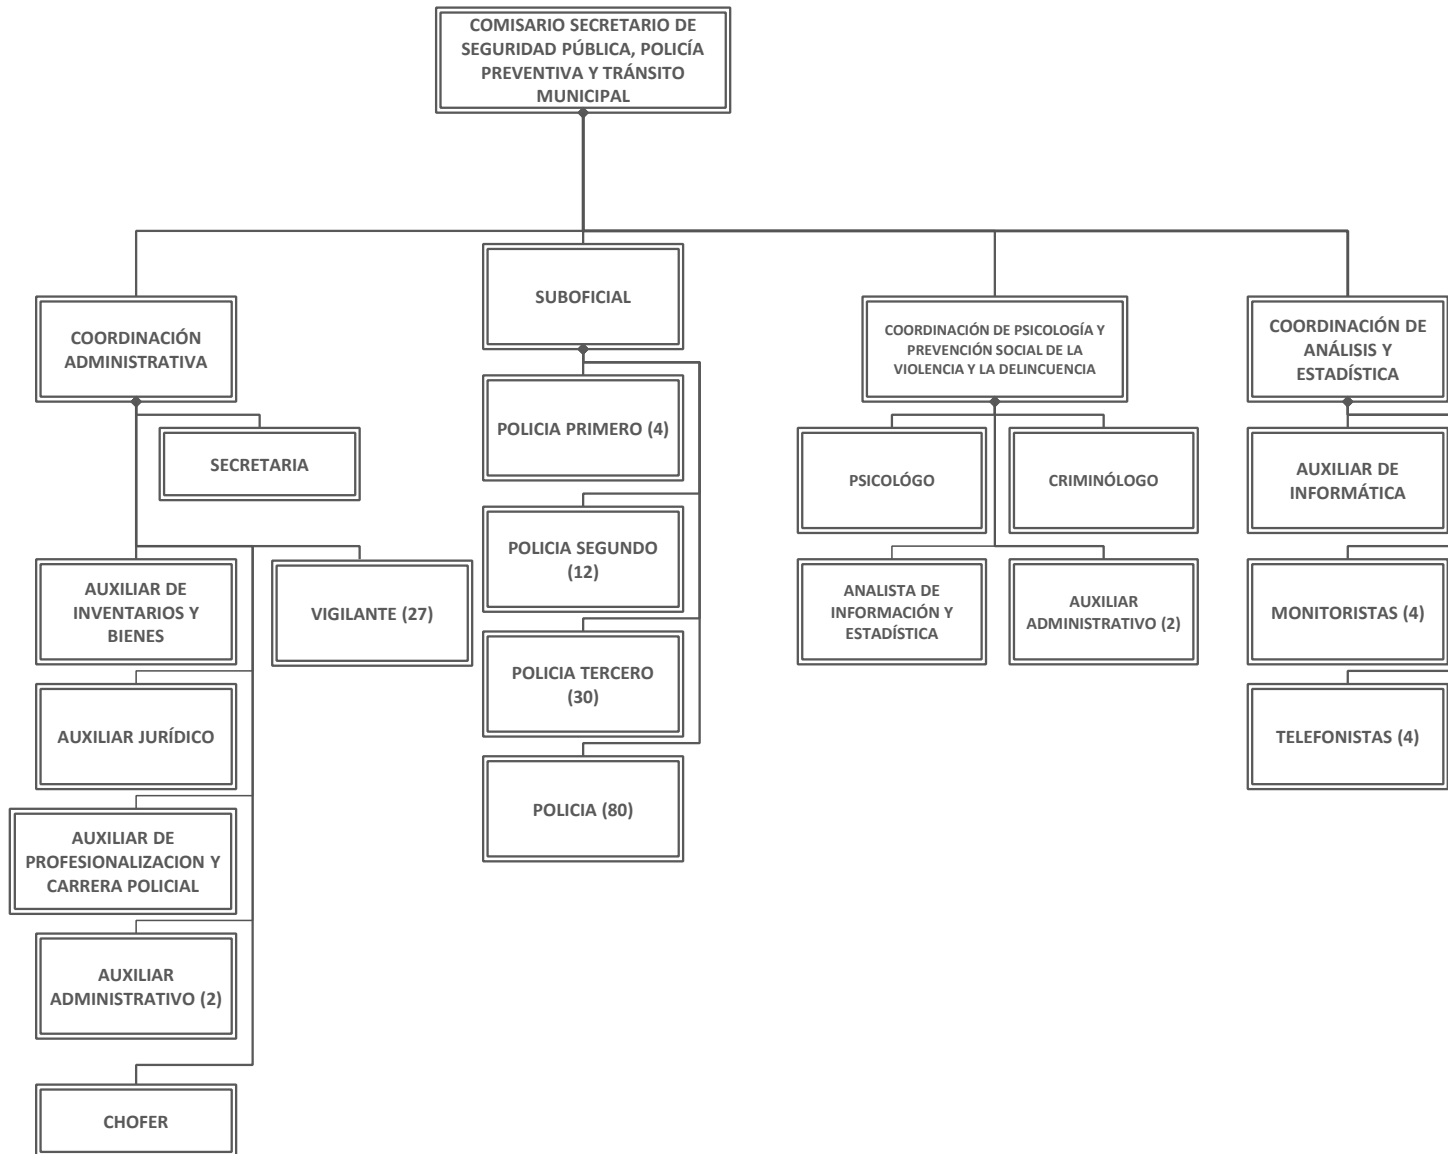 COMISARIO SECRETARIO DE
SEGURIDAD PÚBLICA, POLICÍA
PREVENTIVA Y TRÁNSITO
MUNICIPAL
COORDINACIÓN
ADMINISTRATIVA
SECRETARIA
AUXILIAR DE
INVENTARIOS Y
BIENES
VIGILANTE (27)
AUXILIAR JURÍDICO
AUXILIAR DE
PROFESIONALIZACION Y
CARRERA POLICIAL
AUXILIAR
ADMINISTRATIVO (2)
CHOFER
SUBOFICIAL
POLICIA PRIMERO (4)
POLICIA SEGUNDO
(12)
POLICIA TERCERO
(30)
POLICIA (80)
COORDINACIÓN DE PSICOLOGÍA Y
PREVENCIÓN SOCIAL DE LA
VIOLENCIA Y LA DELINCUENCIA
PSICOLÓGO
CRIMINÓLOGO
ANALISTA DE
INFORMACIÓN Y
ESTADÍSTICA
AUXILIAR
ADMINISTRATIVO (2)
COORDINACIÓN DE
ANÁLISIS Y
ESTADÍSTICA
AUXILIAR DE
INFORMÁTICA
MONITORISTAS (4)
TELEFONISTAS (4)